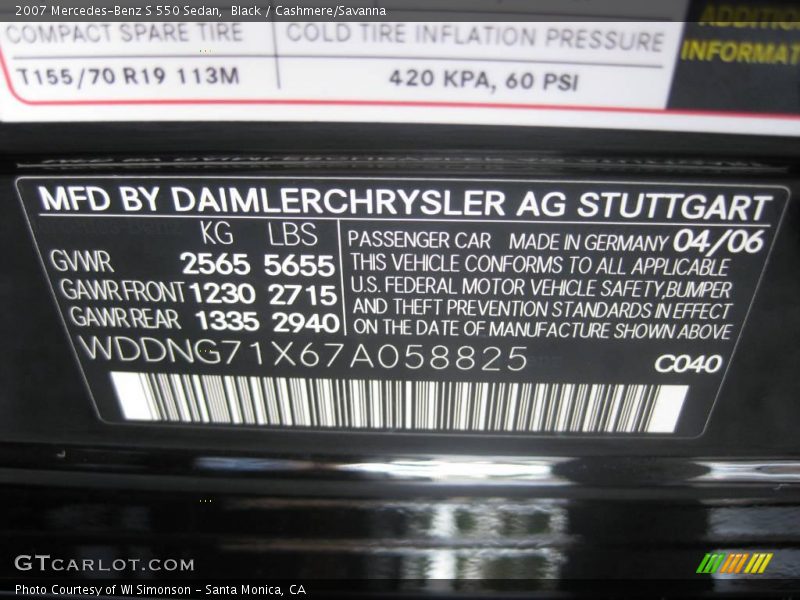 2007 Mercedes-Benz S 550 Sedan, Black / Cashmere/Savanna
COMPACT SPARE TIRE COLD TIRE INFLATION PRESSURE
T155/70 R19 113M 420 KPA, 60 PSI
MFD BY DAIMLERCHRYSLER AG STUTTGART
KG LBS
GVWR 2565 5655
GAWR FRONT 1230 2715
GAWR REAR 1335 2940
PASSENGER CAR MADE IN GERMANY 04/06
THIS VEHICLE CONFORMS TO ALL APPLICABLE
U.S. FEDERAL MOTOR VEHICLE SAFETY,BUMPER
AND THEFT PREVENTION STANDARDS IN EFFECT
ON THE DATE OF MANUFACTURE SHOWN ABOVE
WDDNG71X67A058825 C040
GTCARLOT.COM
Photo Courtesy of WI Simonson - Santa Monica, CA